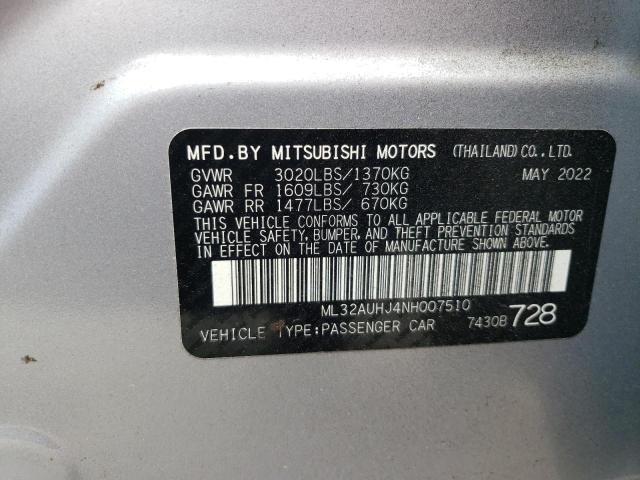 MFD.BY MITSUBISHI MOTORS (THAILAND)CO.,LTD.
GVWR 3020LBS/1370KG MAY 2022
GAWR FR 1609LBS/ 730KG
GAWR RR 1477LBS/ 670KG
THIS VEHICLE CONFORMS TO ALL APPLICABLE FEDERAL MOTOR
VEHICLE SAFETY, BUMPER, AND THEFT PREVENTION STANDARDS
IN EFFECT ON THE DATE OF MANUFACTURE SHOWN ABOVE.
ML32AUHJ4NH007510
VEHICLE TYPE:PASSENGER CAR 7430B 728